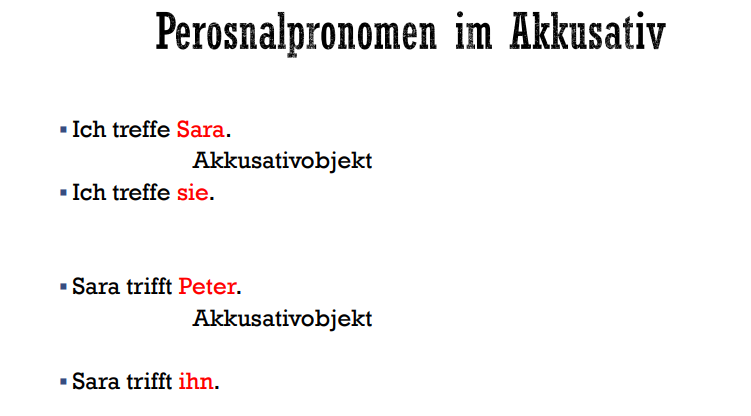 Perosnalpronomen im Akkusativ
▪ Ich treffe Sara.
Akkusativobjekt
▪ Ich treffe sie.
▪ Sara trifft Peter.
Akkusativobjekt
▪ Sara trifft ihn.